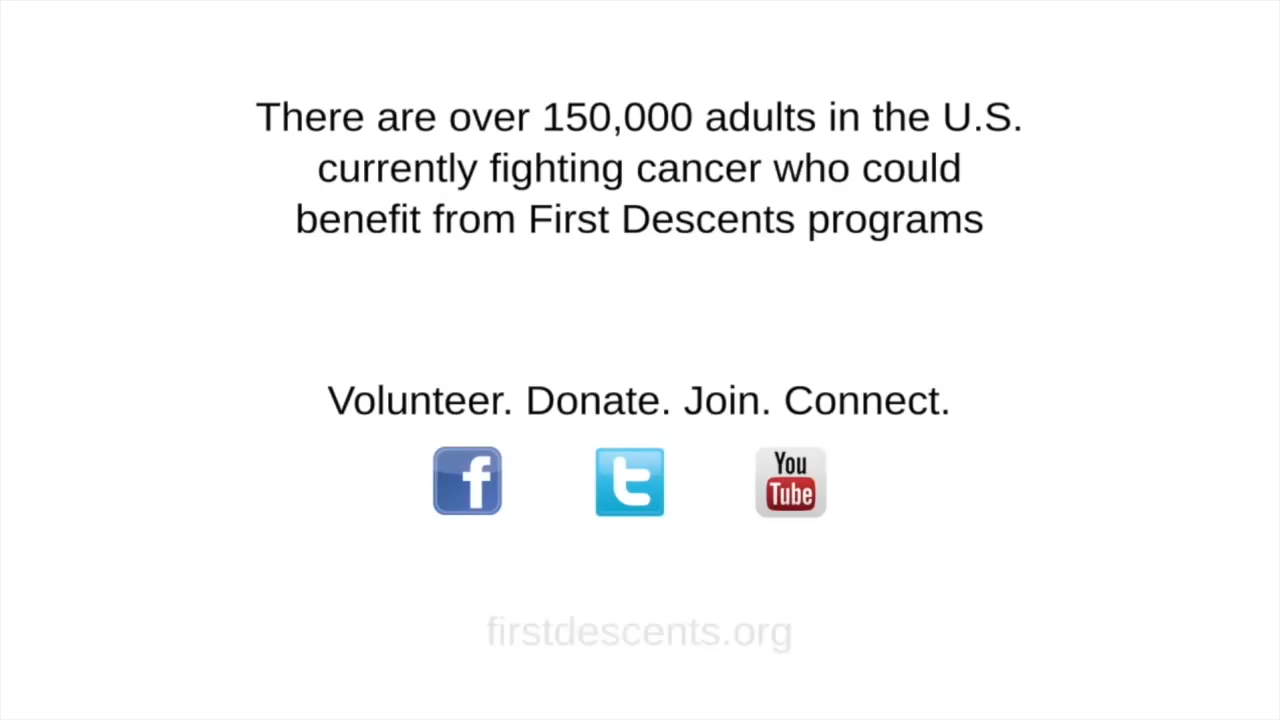 There are over 150,000 adults in the U.S.
currently fighting cancer who could
benefit from First Descents programs
Volunteer. Donate. Join. Connect.
f t You Tube
firstdescents.org